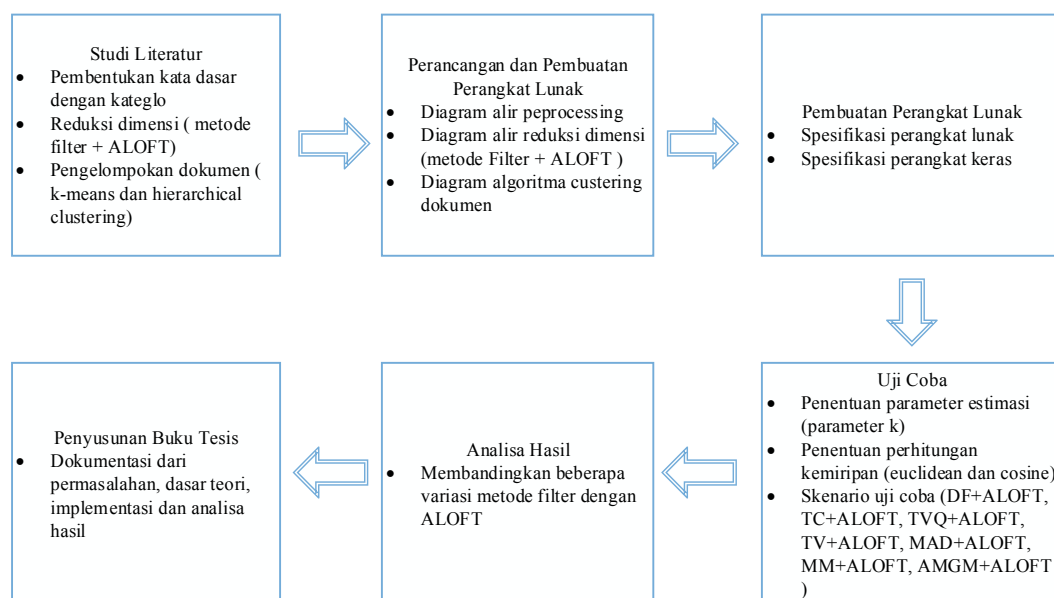 Studi Literatur
• Pembentukan kata dasar
dengan kateglo
• Reduksi dimensi ( metode
filter + ALOFT)
• Pengelompokan dokumen (
k-means dan hierarchical
clustering)
Perancangan dan Pembuatan
Perangkat Lunak
• Diagram alir peprocessing
• Diagram alir reduksi dimensi
(metode Filter + ALOFT )
• Diagram algoritma custering
dokumen
Pembuatan Perangkat Lunak
• Spesifikasi perangkat lunak
• Spesifikasi perangkat keras
Uji Coba
• Penentuan parameter estimasi
(parameter k)
• Penentuan perhitungan
kemiripan (euclidean dan cosine)
• Skenario uji coba (DF+ALOFT,
TC+ALOFT, TVQ+ALOFT,
TV+ALOFT, MAD+ALOFT,
MM+ALOFT, AMGM+ALOFT
)
Analisa Hasil
• Membandingkan beberapa
variasi metode filter dengan
ALOFT
Penyusunan Buku Tesis
• Dokumentasi dari
permasalahan, dasar teori,
implementasi dan analisa
hasil